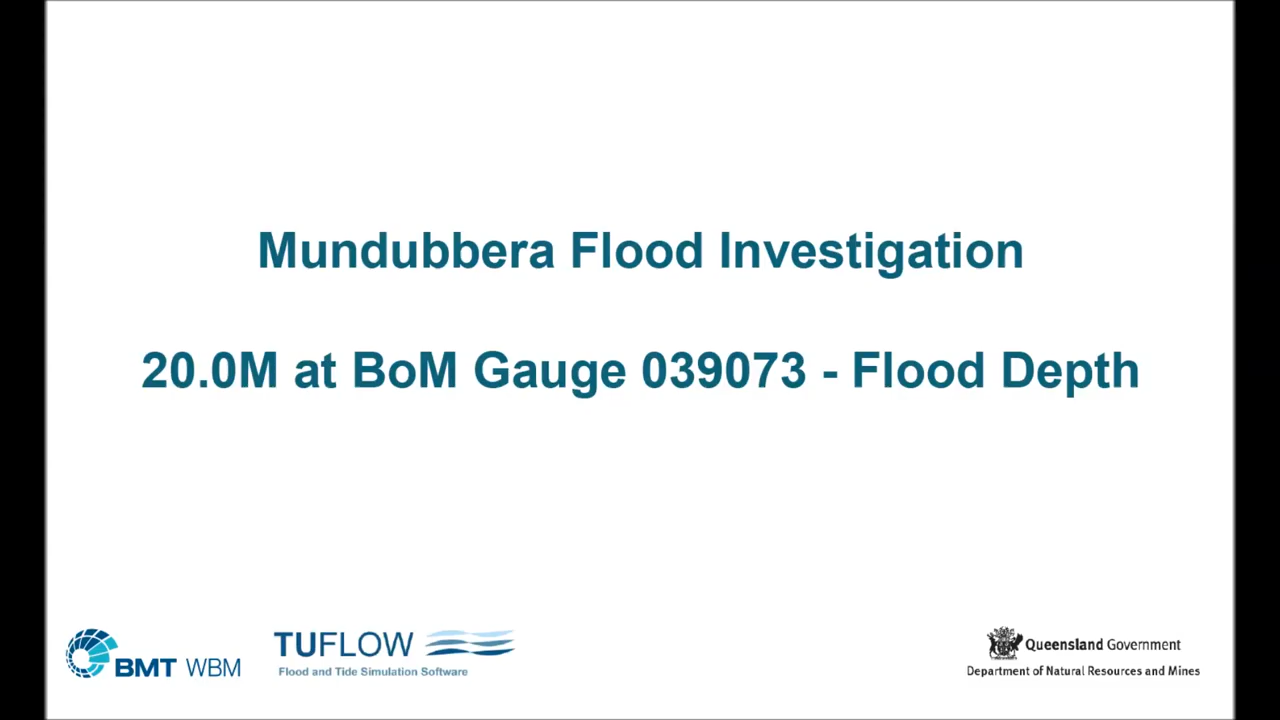 Mundubbera Flood Investigation
20.0M at BoM Gauge 039073 - Flood Depth
BMT WBM
TUFLOW
Flood and Tide Simulation Software
Queensland Government
Department of Natural Resources and Mines